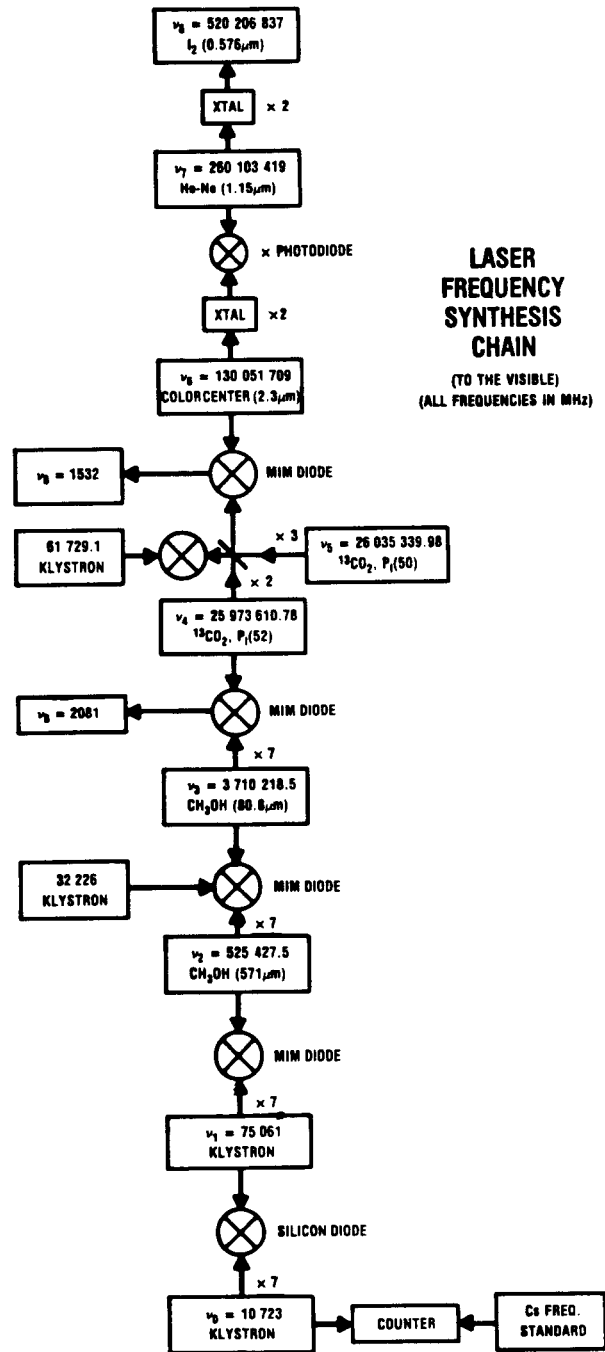 ν8 = 520 206 837
I2 (0.576μm)
XTAL × 2
ν7 = 260 103 419
He-Ne (1.15μm)
× PHOTODIODE
LASER
FREQUENCY
SYNTHESIS
CHAIN
(TO THE VISIBLE)
(ALL FREQUENCIES IN MHz)
XTAL ×2
ν6 = 130 051 709
COLORCENTER (2.3μm)
MIM DIODE
νB = 1532
61 729.1
KLYSTRON
× 3
ν5 = 26 035 339.98
13CO2, PI(50)
× 2
ν4 = 25 973 610.78
13CO2, PI(52)
MIM DIODE
νB = 2081
× 7
ν3 = 3 710 218.5
CH3OH (80.8μm)
32 226
KLYSTRON
MIM DIODE
× 7
ν2 = 525 427.5
CH3OH (571μm)
MIM DIODE
× 7
ν1 = 75 061
KLYSTRON
SILICON DIODE
× 7
ν0 = 10 723
KLYSTRON
COUNTER
Cs FREQ.
STANDARD